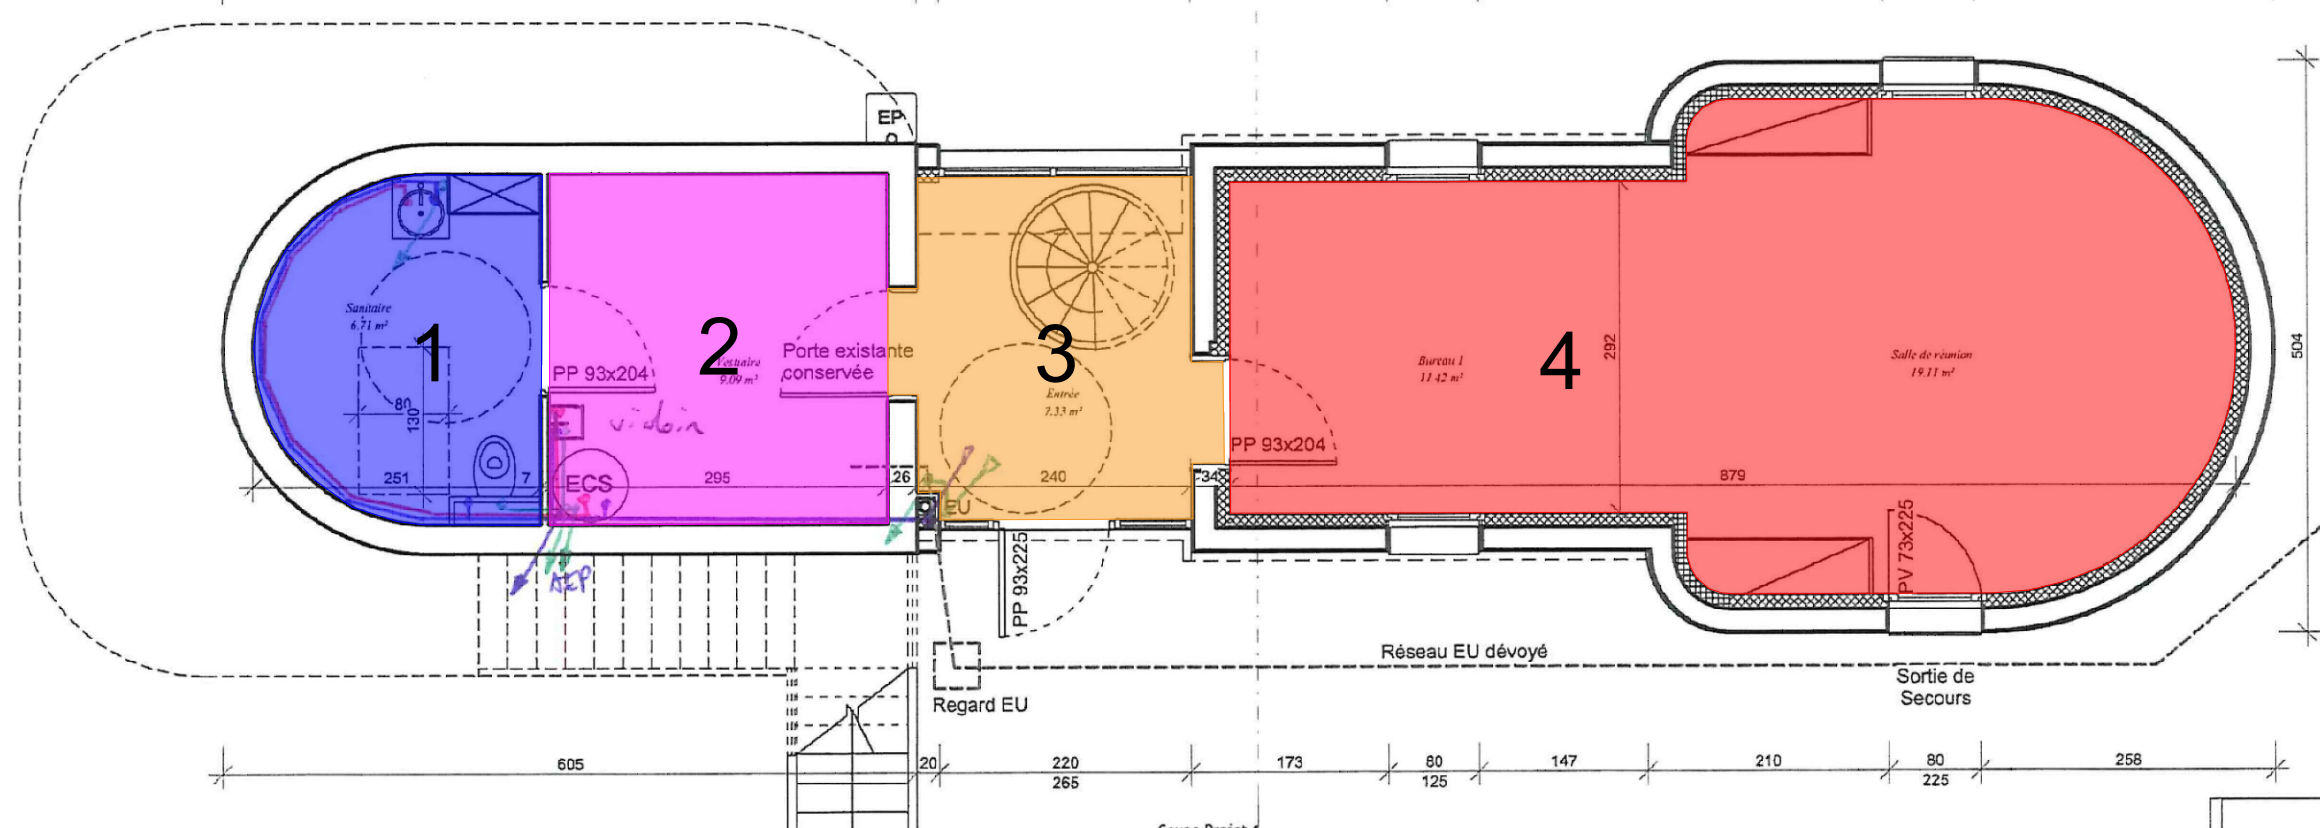 EP
Sanitaire
6.71 m²
1
2
Vestiaire
9.09 m²
Porte existante
conservée
PP 93x204
3
Entrée
7.33 m²
Bureau 1
11.42 m²
4
292
Salle de réunion
19.11 m²
504
80
130
PP 93x204
251
7
ECS
295
26
240
34
879
EU
AEP
PP 93x225
PV 73x225
Réseau EU dévoyé
Sortie de
Secours
Regard EU
605
20
220
265
173
80
125
147
210
80
225
258